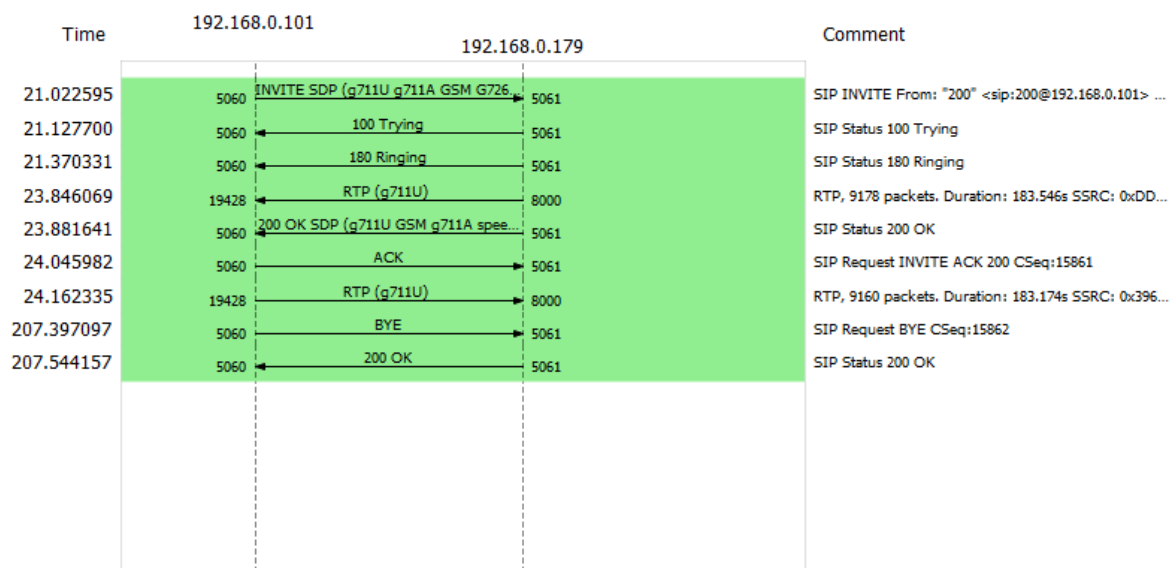 Time 192.168.0.101 192.168.0.179 Comment
21.022595 5060 INVITE SDP (g711U g711A GSM G726... 5061 SIP INVITE From: "200" <sip:200@192.168.0.101> ...
21.127700 5060 100 Trying 5061 SIP Status 100 Trying
21.370331 5060 180 Ringing 5061 SIP Status 180 Ringing
23.846069 19428 RTP (g711U) 8000 RTP, 9178 packets. Duration: 183.546s SSRC: 0xDD...
23.881641 5060 200 OK SDP (g711U GSM g711A spee... 5061 SIP Status 200 OK
24.045982 5060 ACK 5061 SIP Request INVITE ACK 200 CSeq:15861
24.162335 19428 RTP (g711U) 8000 RTP, 9160 packets. Duration: 183.174s SSRC: 0x396...
207.397097 5060 BYE 5061 SIP Request BYE CSeq:15862
207.544157 5060 200 OK 5061 SIP Status 200 OK